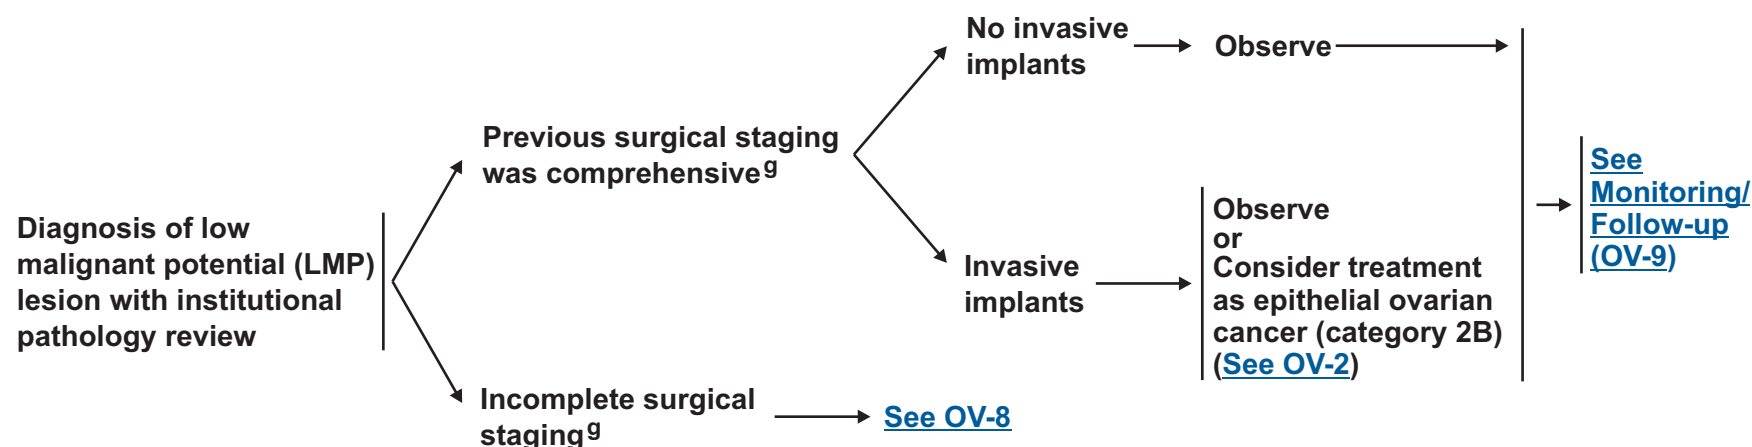 No invasive
implants
Observe
Previous surgical staging
was comprehensive g
Diagnosis of low
malignant potential (LMP)
lesion with institutional
pathology review
Invasive
implants
Observe
or
Consider treatment
as epithelial ovarian
cancer (category 2B)
(See OV-2)
See
Monitoring/
Follow-up
(OV-9)
Incomplete surgical
staging g
See OV-8